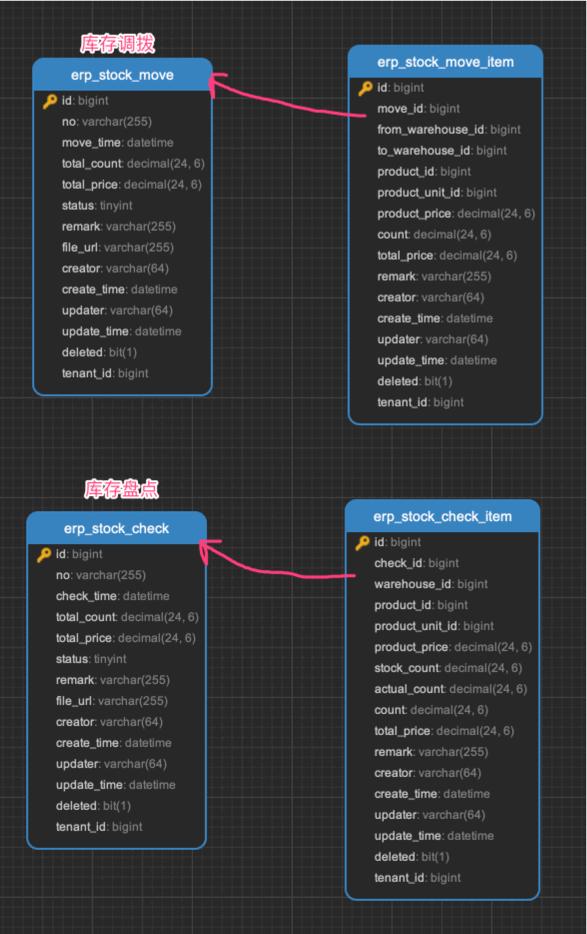 库存调拨
erp_stock_move
id: bigint
no: varchar(255)
move_time: datetime
total_count: decimal(24, 6)
total_price: decimal(24, 6)
status: tinyint
remark: varchar(255)
file_url: varchar(255)
creator: varchar(64)
create_time: datetime
updater: varchar(64)
update_time: datetime
deleted: bit(1)
tenant_id: bigint
erp_stock_move_item
id: bigint
move_id: bigint
from_warehouse_id: bigint
to_warehouse_id: bigint
product_id: bigint
product_unit_id: bigint
product_price: decimal(24, 6)
count: decimal(24, 6)
total_price: decimal(24, 6)
remark: varchar(255)
creator: varchar(64)
create_time: datetime
updater: varchar(64)
update_time: datetime
deleted: bit(1)
tenant_id: bigint
库存盘点
erp_stock_check
id: bigint
no: varchar(255)
check_time: datetime
total_count: decimal(24, 6)
total_price: decimal(24, 6)
status: tinyint
remark: varchar(255)
file_url: varchar(255)
creator: varchar(64)
create_time: datetime
updater: varchar(64)
update_time: datetime
deleted: bit(1)
tenant_id: bigint
erp_stock_check_item
id: bigint
check_id: bigint
warehouse_id: bigint
product_id: bigint
product_unit_id: bigint
product_price: decimal(24, 6)
stock_count: decimal(24, 6)
actual_count: decimal(24, 6)
count: decimal(24, 6)
total_price: decimal(24, 6)
remark: varchar(255)
creator: varchar(64)
create_time: datetime
updater: varchar(64)
update_time: datetime
deleted: bit(1)
tenant_id: bigint